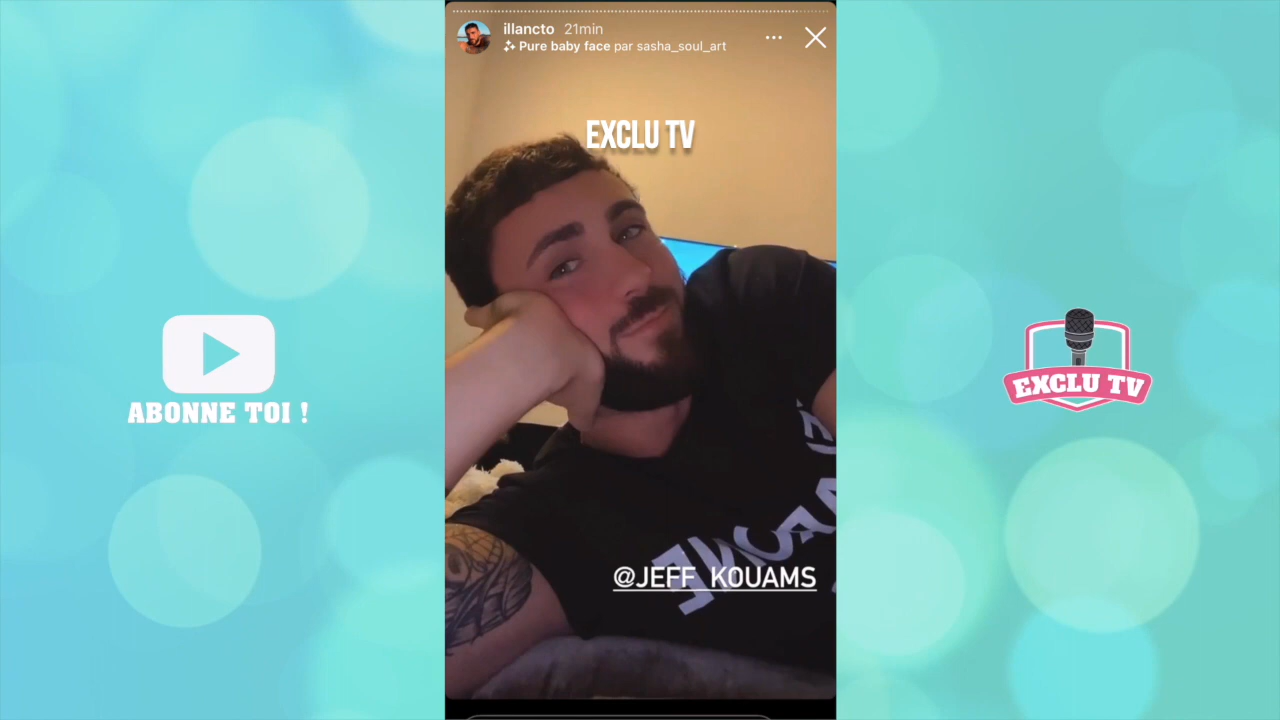 illancto 21min
Pure baby face par sasha_soul_art
EXCLU TV
ABONNE TOI !
EXCLU TV
@JEFF_KOUAMS